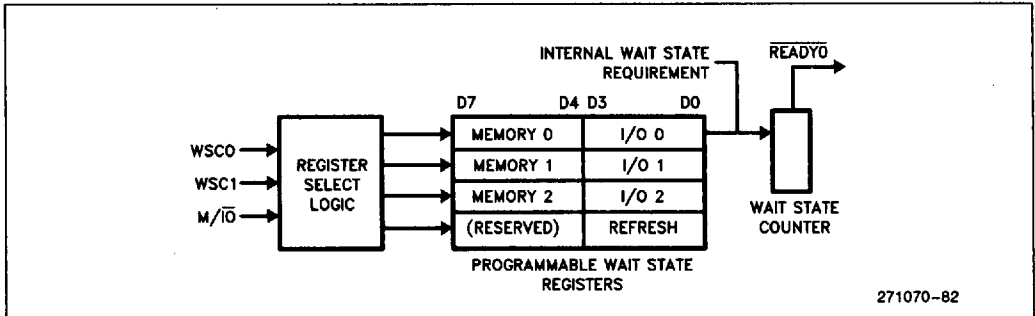 INTERNAL WAIT STATE
REQUIREMENT
READY0
D7 D4 D3 D0
WSC0
WSC1
M/IO
REGISTER
SELECT
LOGIC
MEMORY 0 I/O 0
MEMORY 1 I/O 1
MEMORY 2 I/O 2
(RESERVED) REFRESH
WAIT STATE
COUNTER
PROGRAMMABLE WAIT STATE
REGISTERS
271070-82